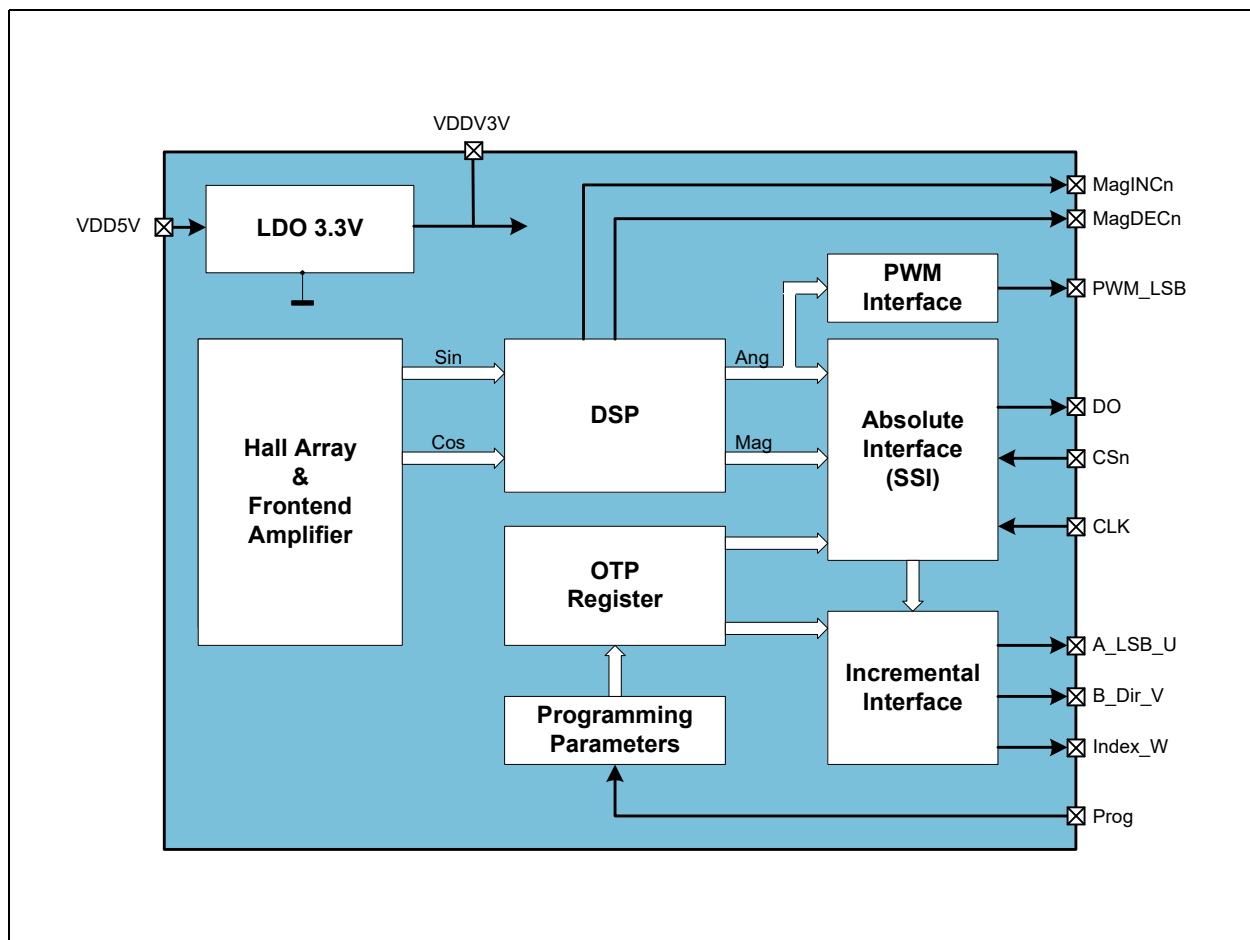 VDDV3V
VDD5V
LDO 3.3V
MagINCn
MagDECn
PWM
Interface
PWM_LSB
Sin
Cos
Hall Array
&
Frontend
Amplifier
DSP
Ang
Mag
Absolute
Interface
(SSI)
DO
CSn
CLK
OTP
Register
Programming
Parameters
Incremental
Interface
A_LSB_U
B_Dir_V
Index_W
Prog